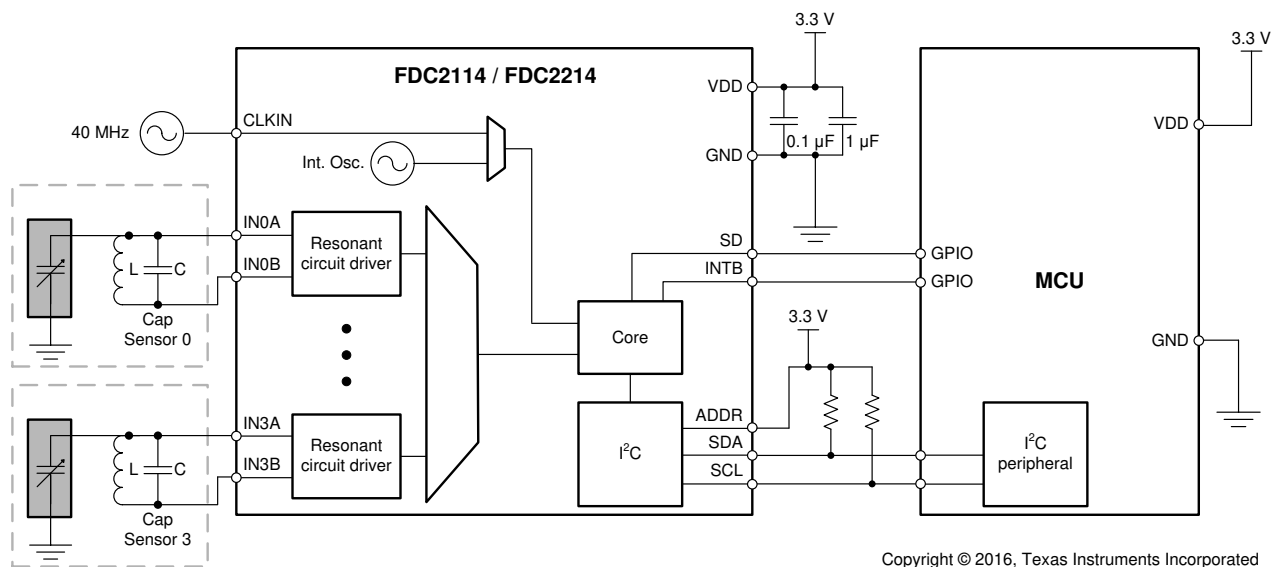 3.3 V
3.3 V
FDC2114 / FDC2214
VDD
40 MHz
CLKIN
VDD
0.1 µF
1 µF
Int. Osc.
GND
IN0A
Resonant
circuit driver
IN0B
L
C
SD
GPIO
INTB
GPIO
MCU
Cap
Sensor 0
3.3 V
Core
GND
IN3A
Resonant
circuit driver
IN3B
L
C
ADDR
I²C
SDA
SCL
I²C
peripheral
Cap
Sensor 3
Copyright © 2016, Texas Instruments Incorporated